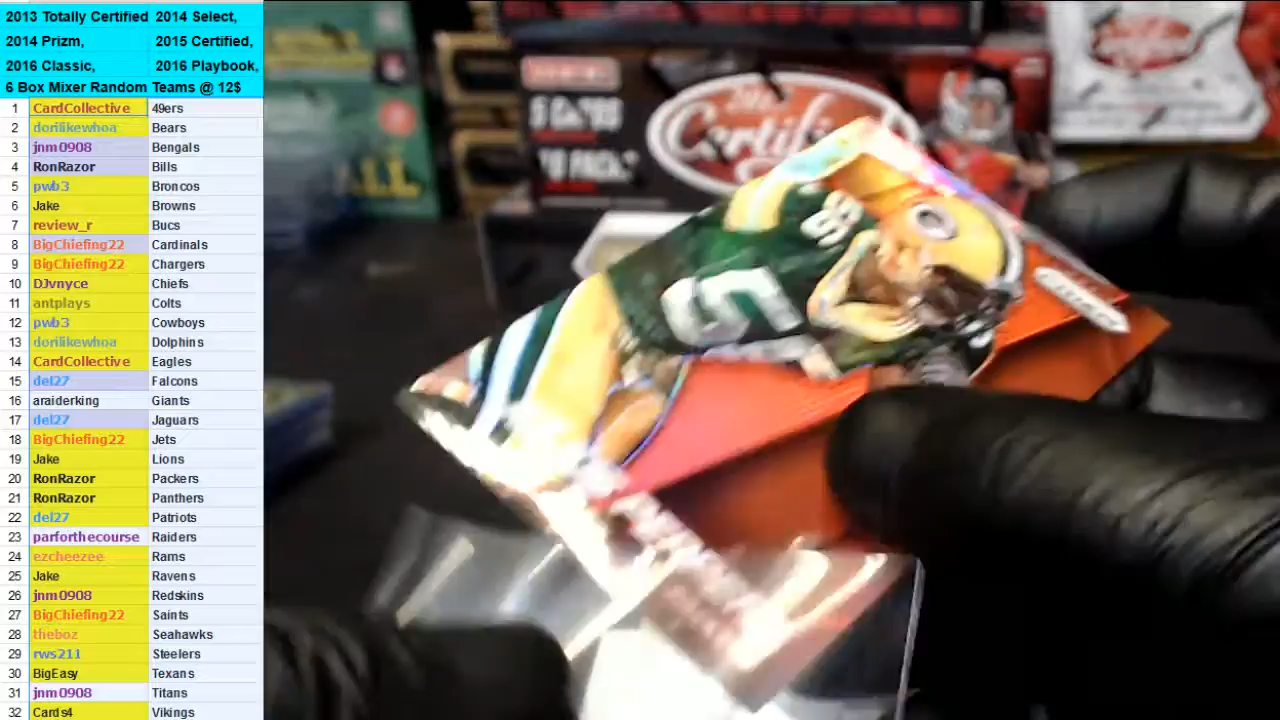 2013 Totally Certified 2014 Select,
2014 Prizm, 2015 Certified,
2016 Classic, 2016 Playbook,
6 Box Mixer Random Teams @ 12$
1 CardCollective 49ers
2 dorilikewhoa Bears
3 jnm0908 Bengals
4 RonRazor Bills
5 pwb3 Broncos
6 Jake Browns
7 review_r Bucs
8 BigChiefing22 Cardinals
9 BigChiefing22 Chargers
10 DJvnyce Chiefs
11 antplays Colts
12 pwb3 Cowboys
13 dorilikewhoa Dolphins
14 CardCollective Eagles
15 del27 Falcons
16 araiderking Giants
17 del27 Jaguars
18 BigChiefing22 Jets
19 Jake Lions
20 RonRazor Packers
21 RonRazor Panthers
22 del27 Patriots
23 parforthecourse Raiders
24 ezcheezee Rams
25 Jake Ravens
26 jnm0908 Redskins
27 BigChiefing22 Saints
28 theboz Seahawks
29 rws211 Steelers
30 BigEasy Texans
31 jnm0908 Titans
32 Cards4 Vikings
Certified